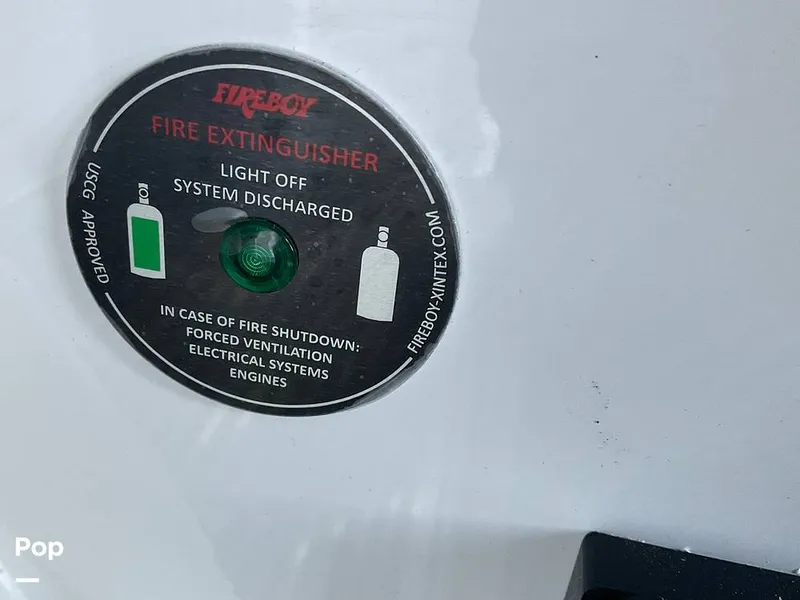 FIREBOY
FIRE EXTINGUISHER
LIGHT OFF
SYSTEM DISCHARGED
USCG APPROVED
FIREBOY-XINTEX.COM
IN CASE OF FIRE SHUTDOWN:
FORCED VENTILATION
ELECTRICAL SYSTEMS
ENGINES
Pop